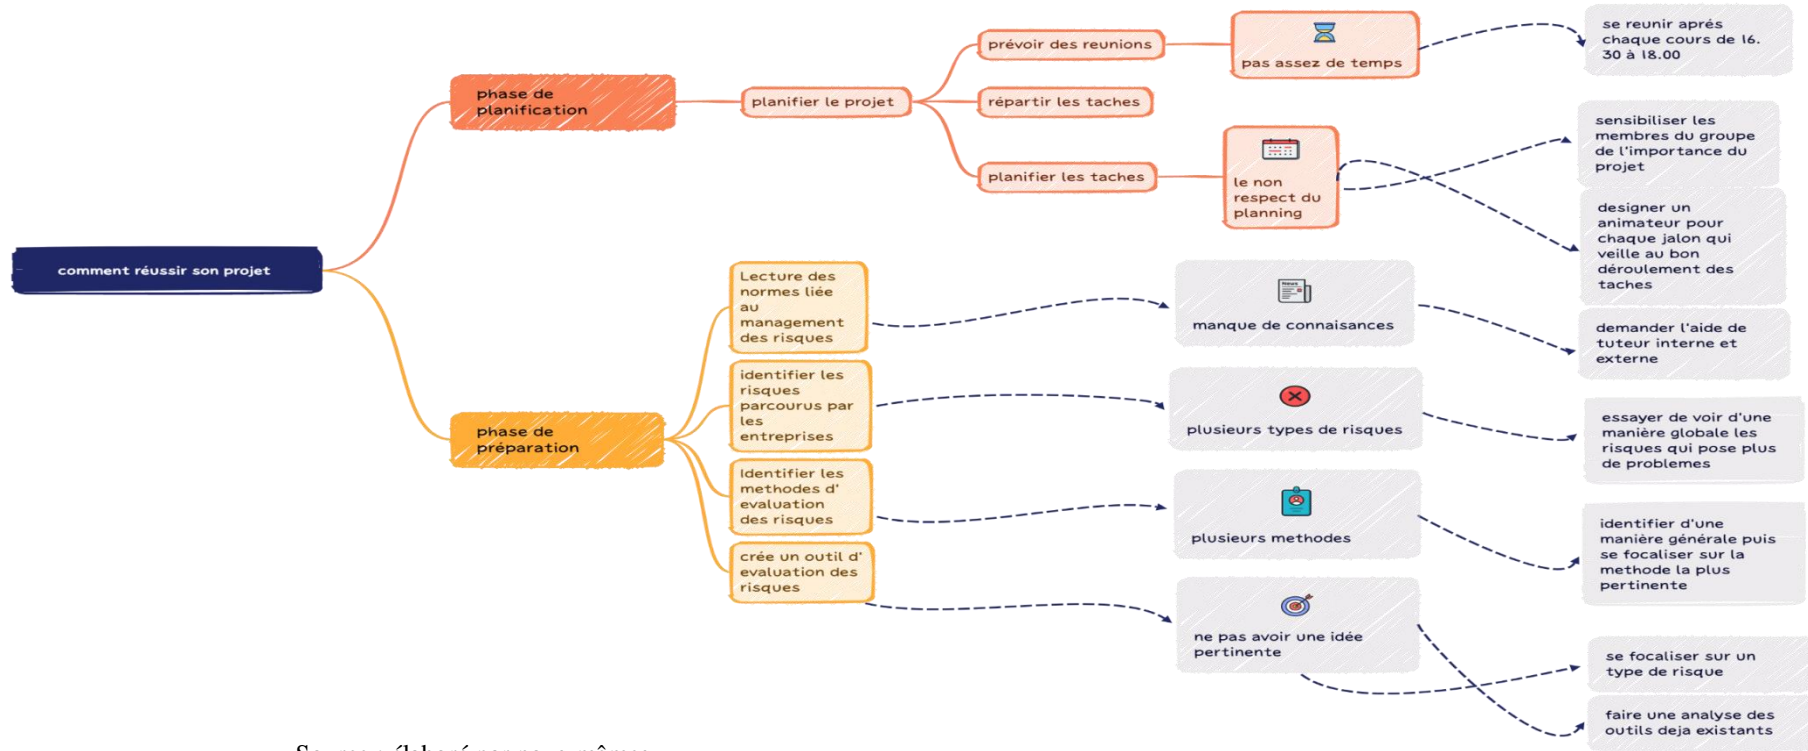 comment réussir son projet
phase de
planification
planifier le projet
prévoir des reunions
pas assez de temps
se reunir aprés
chaque cours de 16.
30 à 18.00
répartir les taches
planifier les taches
le non
respect du
planning
sensibiliser les
membres du groupe
de l'importance du
projet
designer un
animateur pour
chaque jalon qui
veille au bon
déroulement des
taches
phase de
préparation
Lecture des
normes liée
au
management
des risques
News
manque de connaisances
demander l'aide de
tuteur interne et
externe
identifier les
risques
parcourus par
les
entreprises
plusieurs types de risques
essayer de voir d'une
manière globale les
risques qui pose plus
de problemes
Identifier les
methodes d'
evaluation
des risques
plusieurs methodes
identifier d'une
manière générale puis
se focaliser sur la
methode la plus
pertinente
crée un outil d'
evaluation des
risques
ne pas avoir une idée
pertinente
se focaliser sur un
type de risque
faire une analyse des
outils deja existants